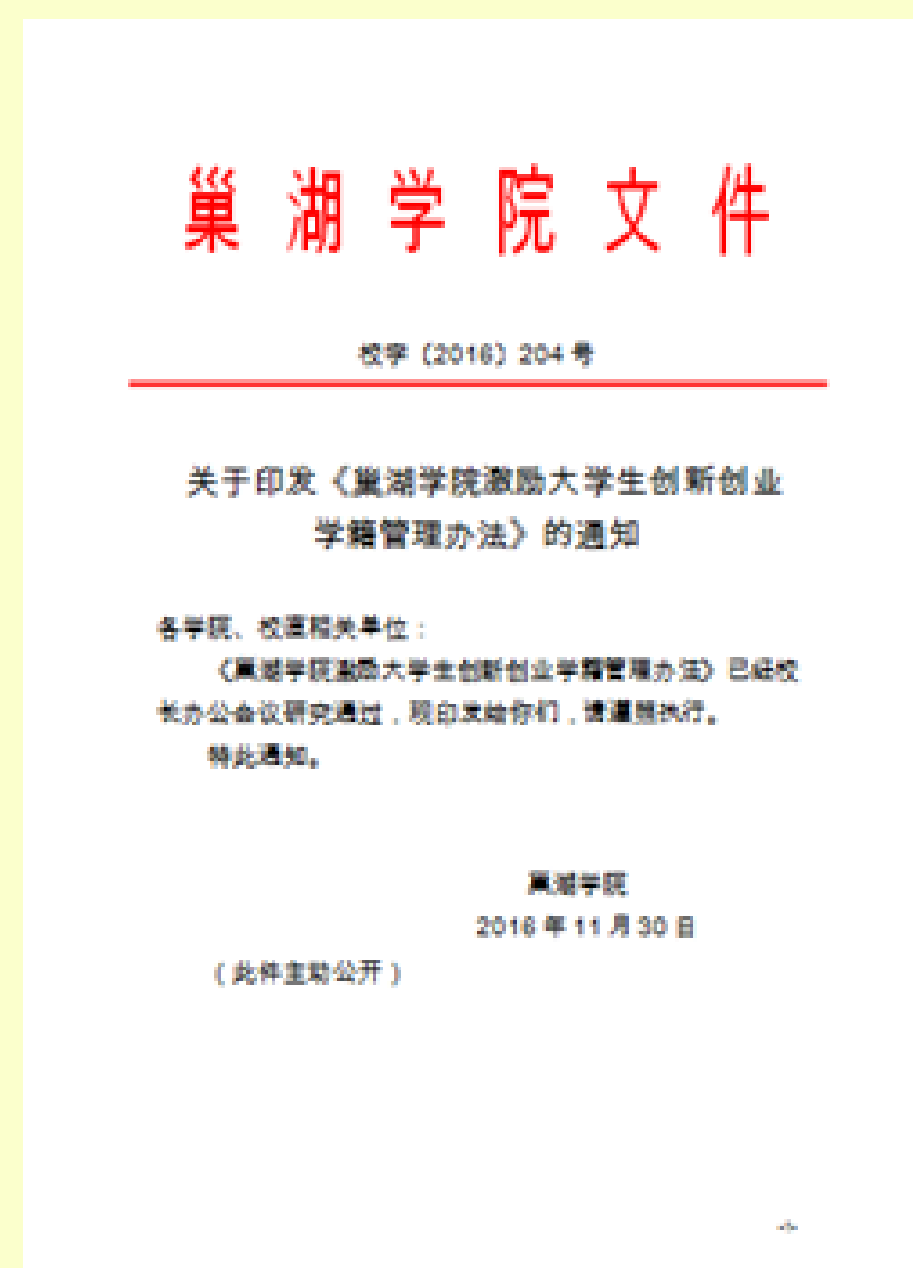 巢湖学院文件
校字〔2016〕204号
关于印发《巢湖学院激励大学生创新创业
学籍管理办法》的通知
各学院、校直相关单位：
《巢湖学院激励大学生创新创业学籍管理办法》已经校
长办公会议研究通过，现印发给你们，请遵照执行。
特此通知。
巢湖学院
2016年11月30日
（此件主动公开）